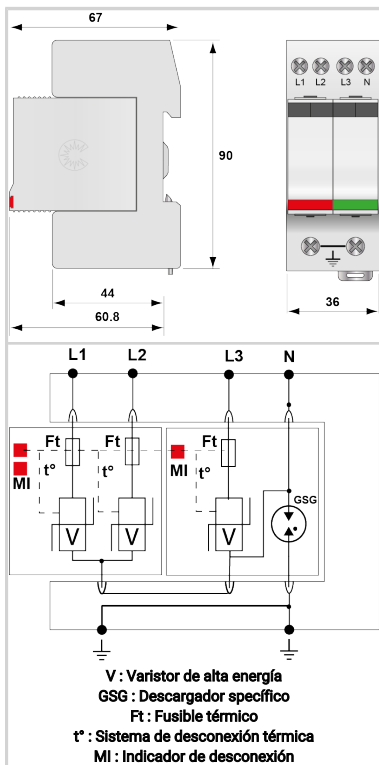 67
90
44
60.8
L1 L2 L3 N
36
L1 L2 L3 N
Ft Ft Ft
MI t° t° MI t°
GSG
V V V
V : Varistor de alta energía
GSG : Descargador specífico
Ft : Fusible térmico
t° : Sistema de desconexión térmica
MI : Indicador de desconexión